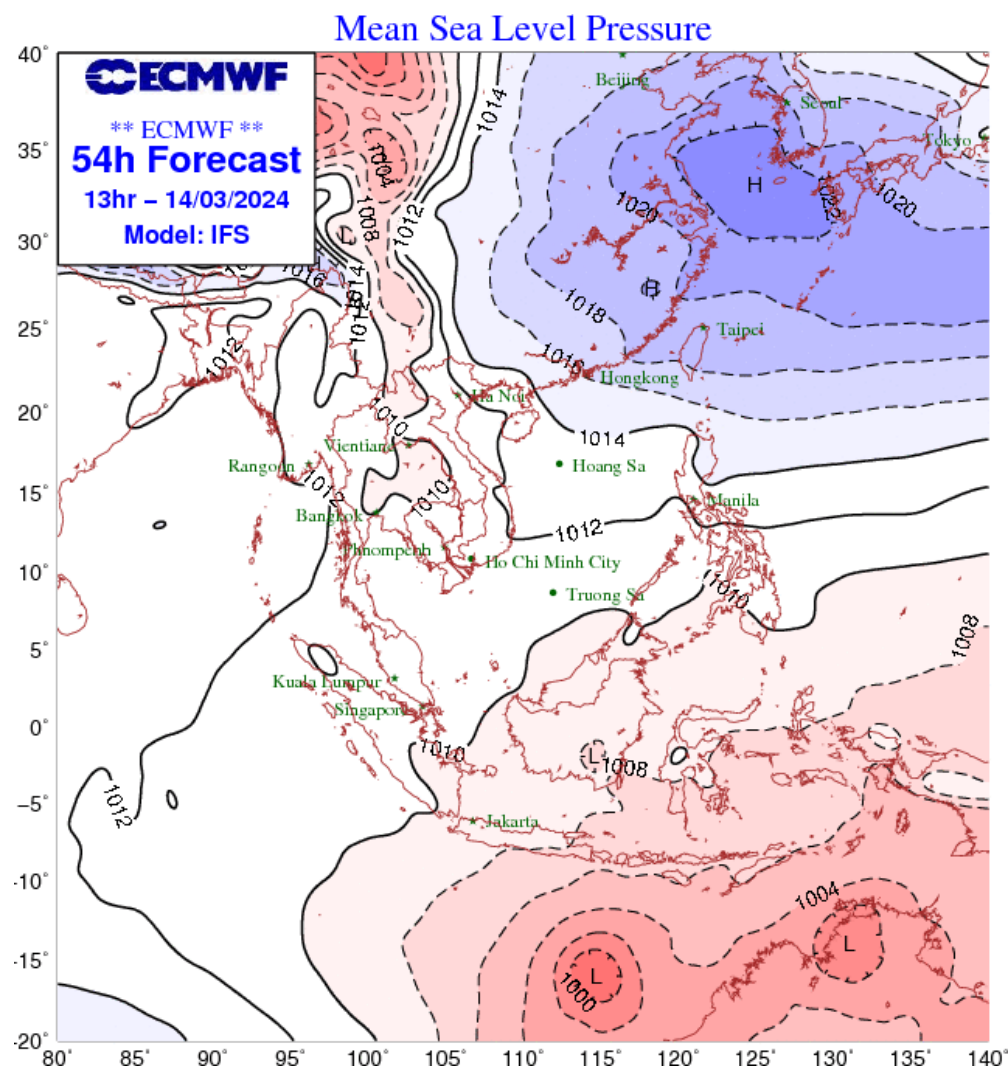 Mean Sea Level Pressure
ECMWF
** ECMWF **
54h Forecast
13hr – 14/03/2024
Model: IFS
40°
35°
30°
25°
20°
15°
10°
5°
0°
−5°
-10°
-15°
-20°
80°
85°
90°
95°
100°
105°
110°
115°
120°
125°
130°
135°
140°
Beijing
Seoul
Tokyo
Taipei
Hongkong
Ha Noi
Vientiane
Rangoon
Hoang Sa
Manila
Bangkok
Phnompenh
Ho Chi Minh City
Truong Sa
Kuala Lumpur
Singapore
Jakarta
1014
1004
1008
1012
1016
1014
1012
1012
1020
1022
1020
H
H
L
1018
1016
1010
1014
1010
1012
1012
1010
1008
1010
L
1008
1012
1004
L
L
1000